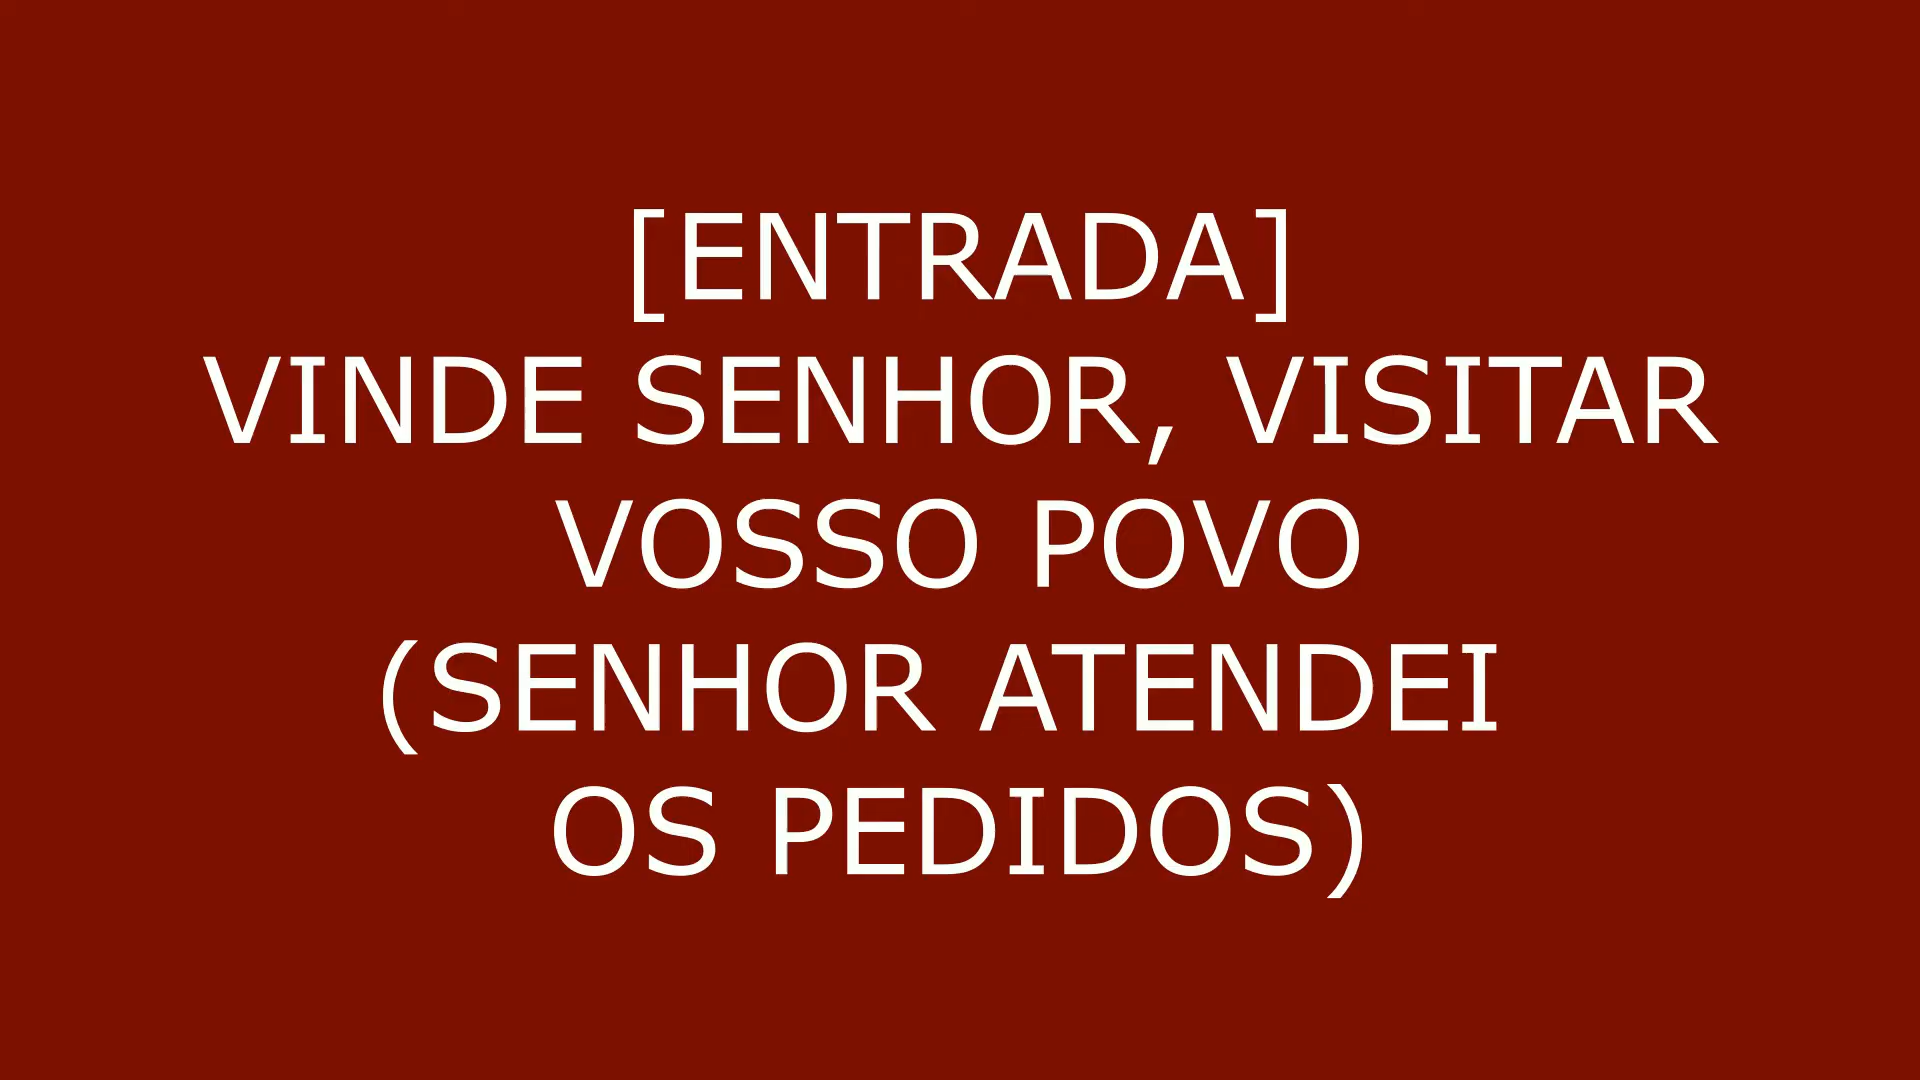 [ENTRADA]
VINDE SENHOR, VISITAR
VOSSO POVO
(SENHOR ATENDEI
OS PEDIDOS)